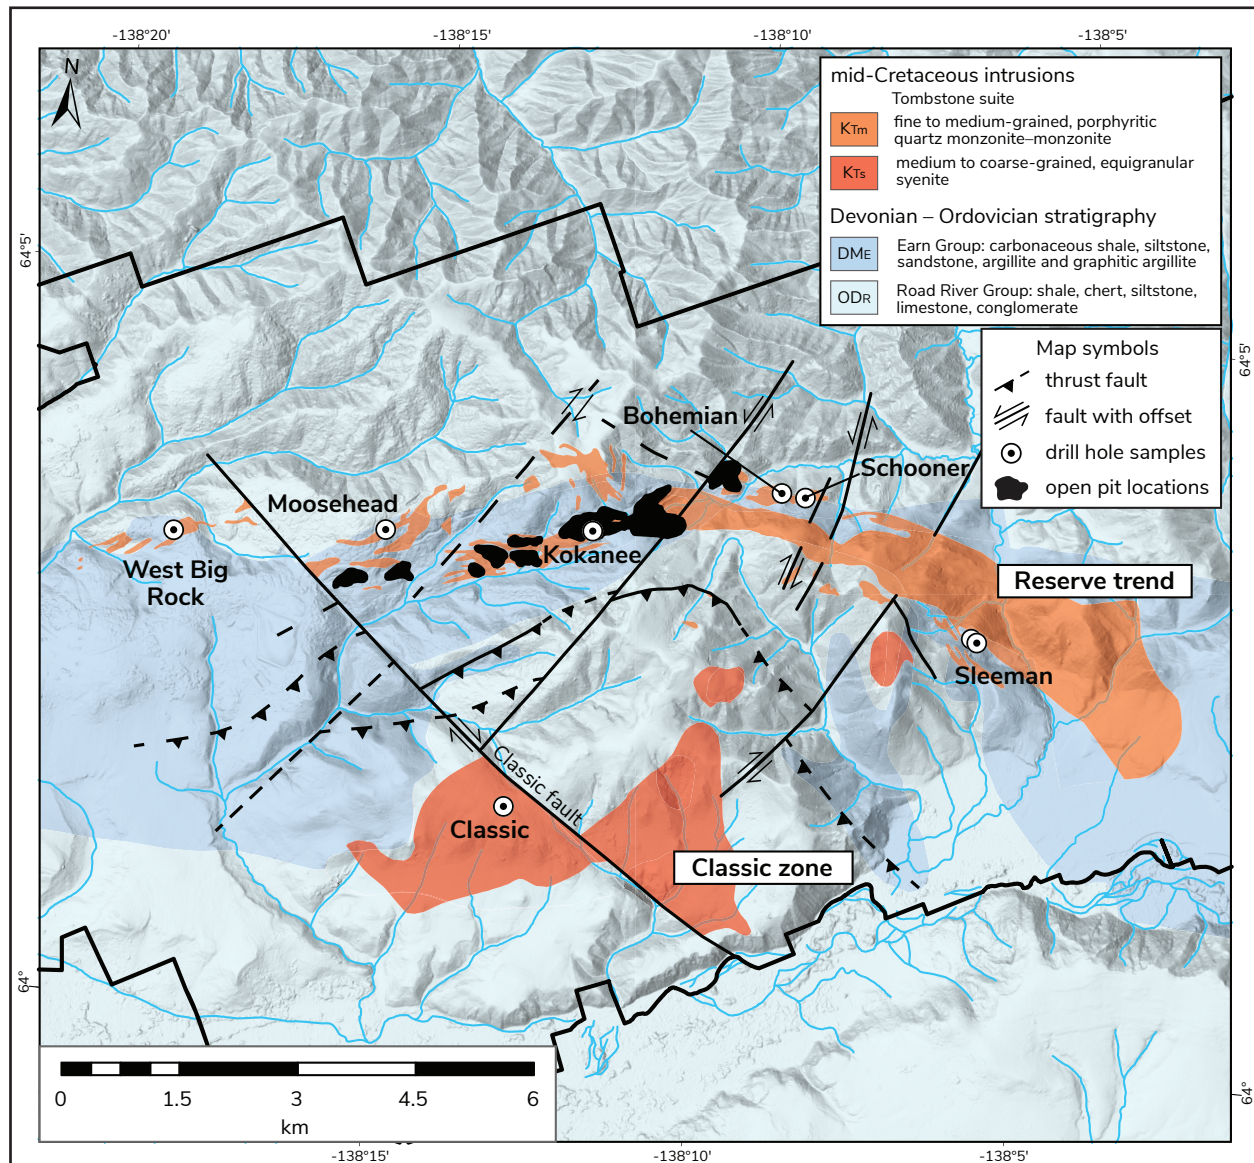 -138°20'
-138°15'
-138°10'
-138°5'
N
mid-Cretaceous intrusions
Tombstone suite
KTm
fine to medium-grained, porphyritic
quartz monzonite–monzonite
KTs
medium to coarse-grained, equigranular
syenite
Devonian – Ordovician stratigraphy
DME
Earn Group: carbonaceous shale, siltstone,
sandstone, argillite and graphitic argillite
ODR
Road River Group: shale, chert, siltstone,
limestone, conglomerate
64°5'
64°5'
Map symbols
thrust fault
fault with offset
drill hole samples
open pit locations
Bohemian
Schooner
Moosehead
Kokanee
West Big
Rock
Reserve trend
Sleeman
Classic fault
Classic
Classic zone
64°
64°
0
1.5
3
4.5
6
km
-138°15'
-138°10'
-138°5'